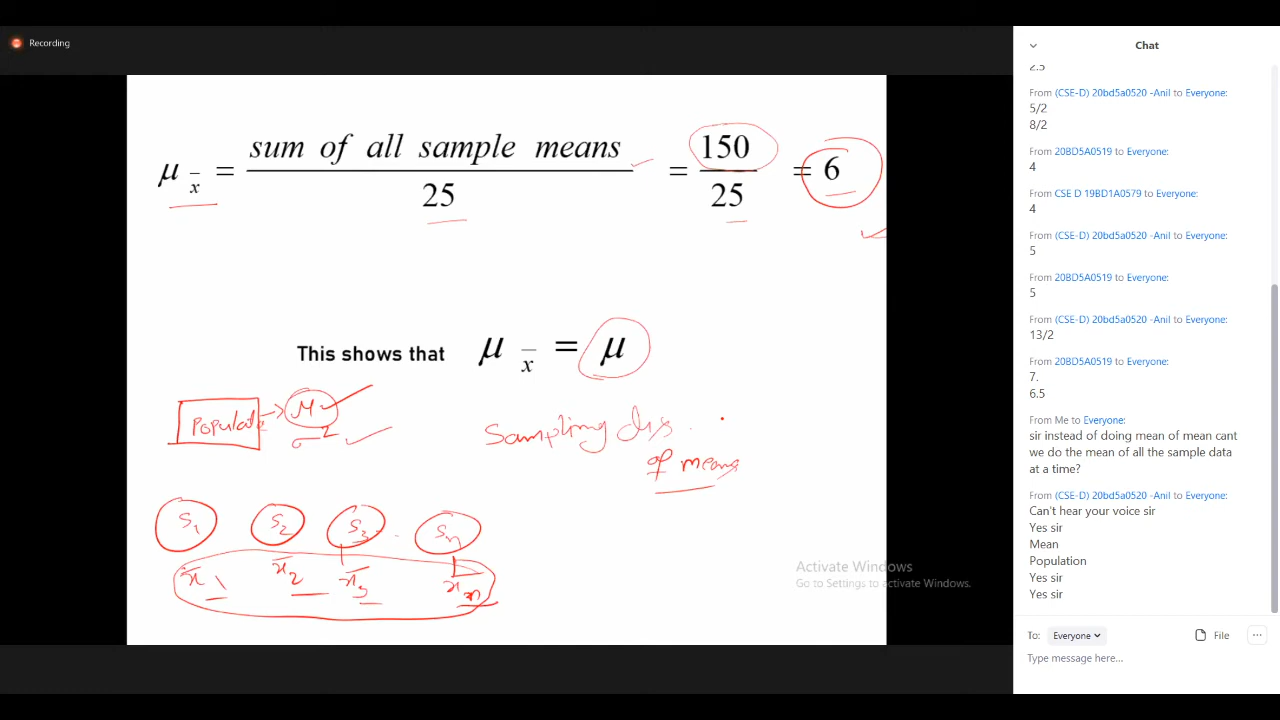 Recording
μ x̄ = sum of all sample means / 25 = 150 / 25 = 6
This shows that μ x̄ = μ
Populat → μ
σ²
Sampling dis.
of means
S1 S2 S3 .. Sn
x̄1 x̄2 x̄3 x̄n
Activate Windows
Go to Settings to Activate Windows.
Chat
2.5
From (CSE-D) 20bd5a0520 -Anil to Everyone:
5/2
8/2
From 20BD5A0519 to Everyone:
4
From CSE D 19BD1A0579 to Everyone:
4
From (CSE-D) 20bd5a0520 -Anil to Everyone:
5
From 20BD5A0519 to Everyone:
5
From (CSE-D) 20bd5a0520 -Anil to Everyone:
13/2
From 20BD5A0519 to Everyone:
7.
6.5
From Me to Everyone:
sir instead of doing mean of mean cant
we do the mean of all the sample data
at a time?
From (CSE-D) 20bd5a0520 -Anil to Everyone:
Can't hear your voice sir
Yes sir
Mean
Population
Yes sir
Yes sir
To: Everyone
File
Type message here...